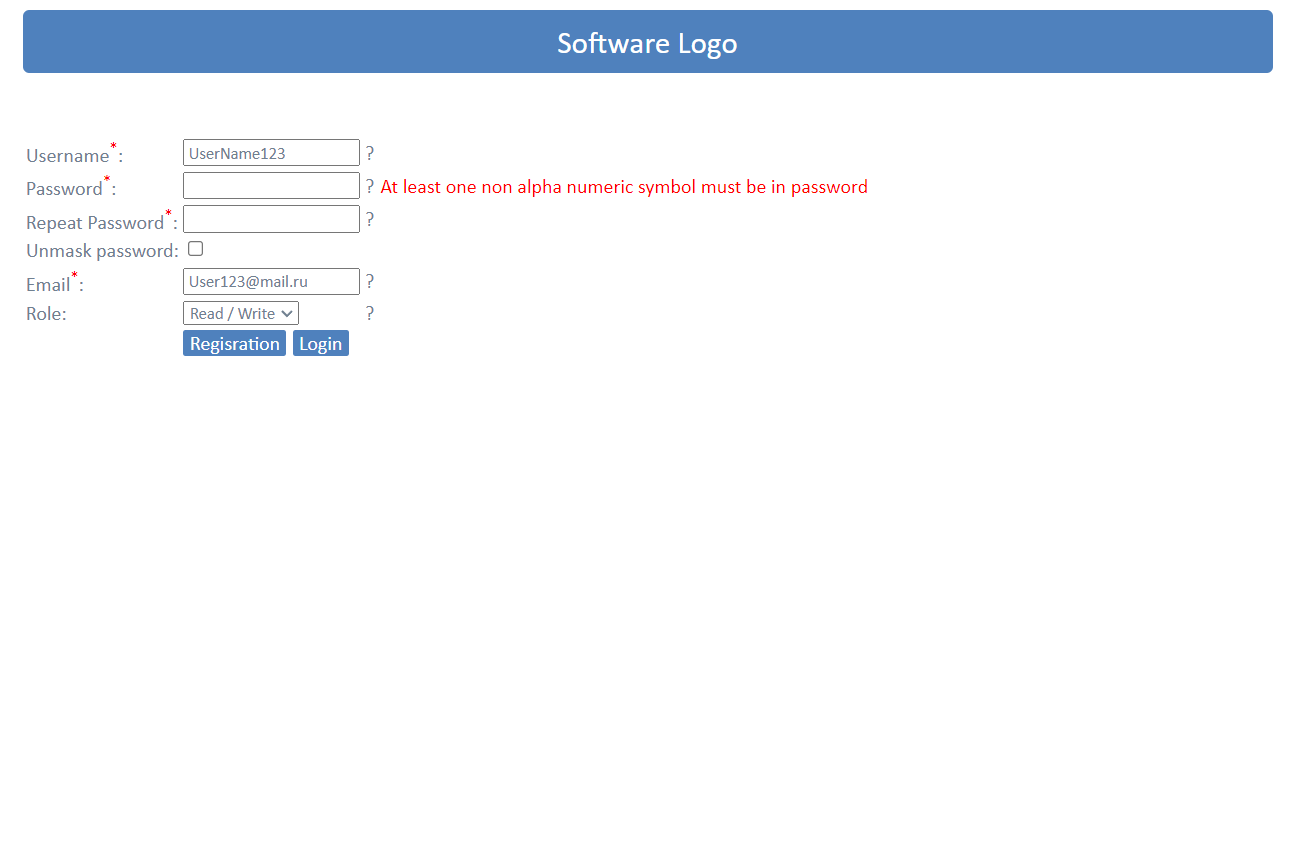 Software Logo
Username*: UserName123 ?
Password*: ? At least one non alpha numeric symbol must be in password
Repeat Password*: ?
Unmask password:
Email*: User123@mail.ru ?
Role: Read / Write ?
Regisration Login